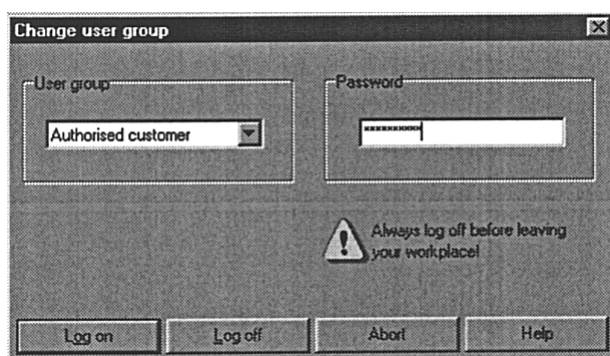 Change user group
User group
Password
Authorised customer
**********
Always log off before leaving
your workplace!
Log on
Log off
Abort
Help